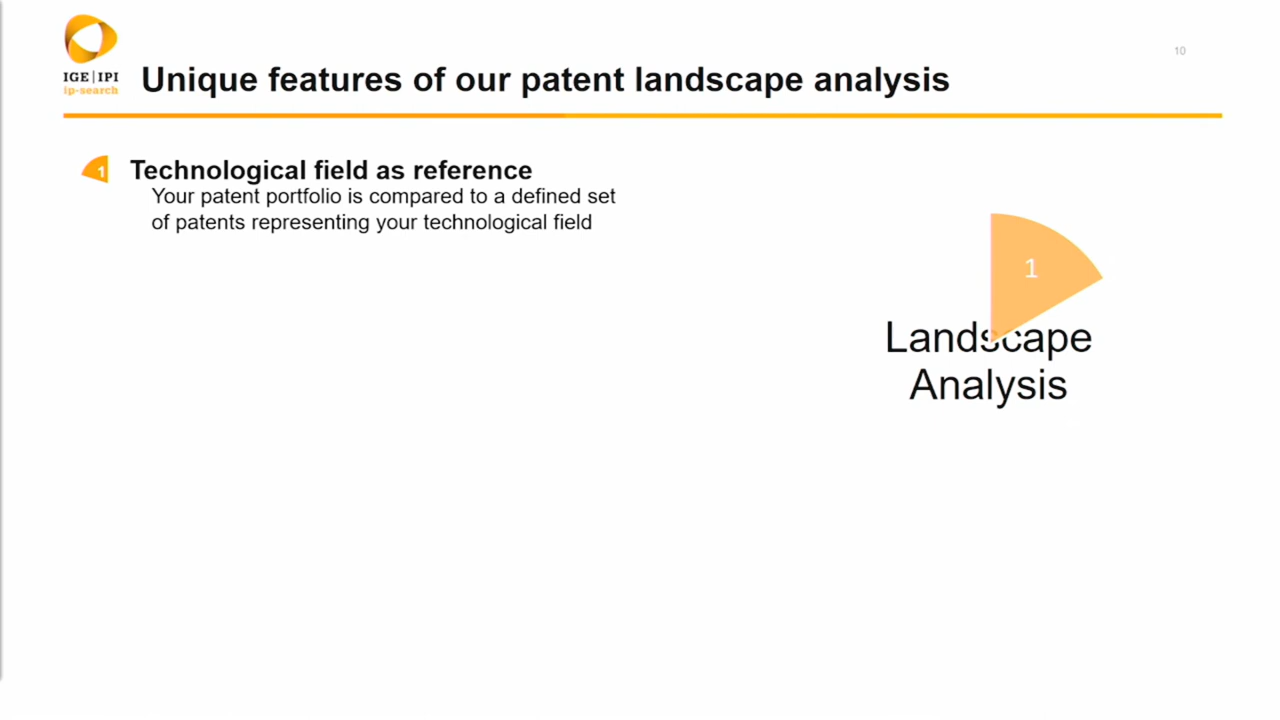 10
IGE|IPI
ip-search
Unique features of our patent landscape analysis
1
Technological field as reference
Your patent portfolio is compared to a defined set
of patents representing your technological field
1
Landscape
Analysis